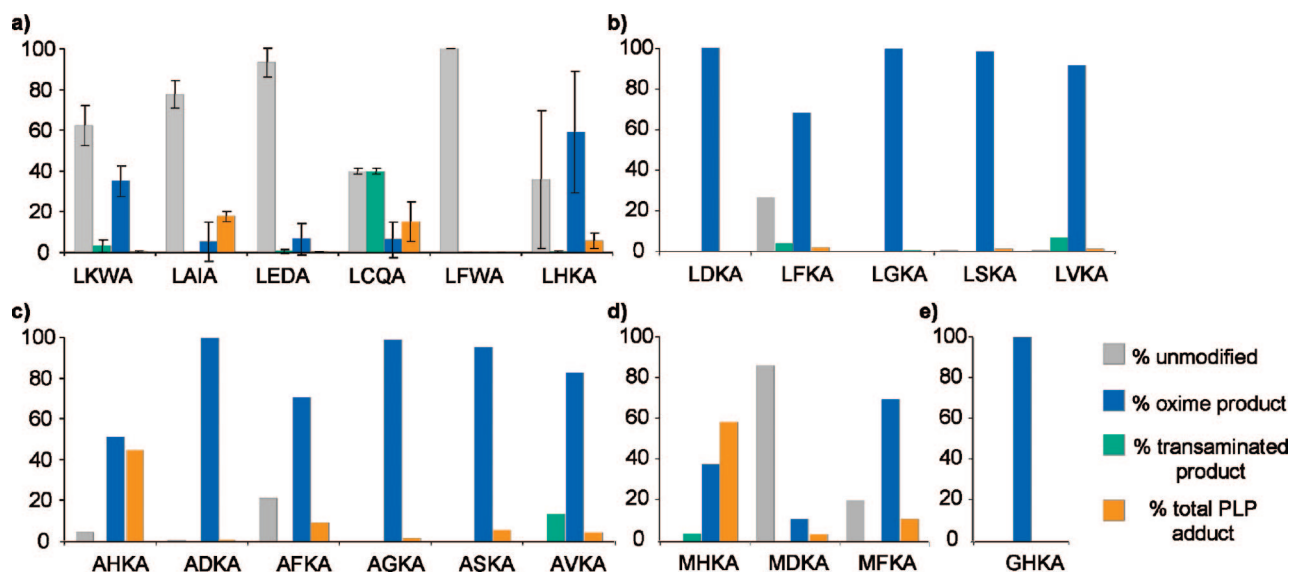 a)
100
80
60
40
20
0
LKWA LAIA LEDA LCQA LFWA LHKA
b)
100
80
60
40
20
0
LDKA LFKA LGKA LSKA LVKA
c)
100
80
60
40
20
0
AHKA ADKA AFKA AGKA ASKA AVKA
d)
100
80
60
40
20
0
MHKA MDKA MFKA
e)
100
80
60
40
20
0
GHKA
% unmodified
% oxime product
% transaminated
product
% total PLP
adduct